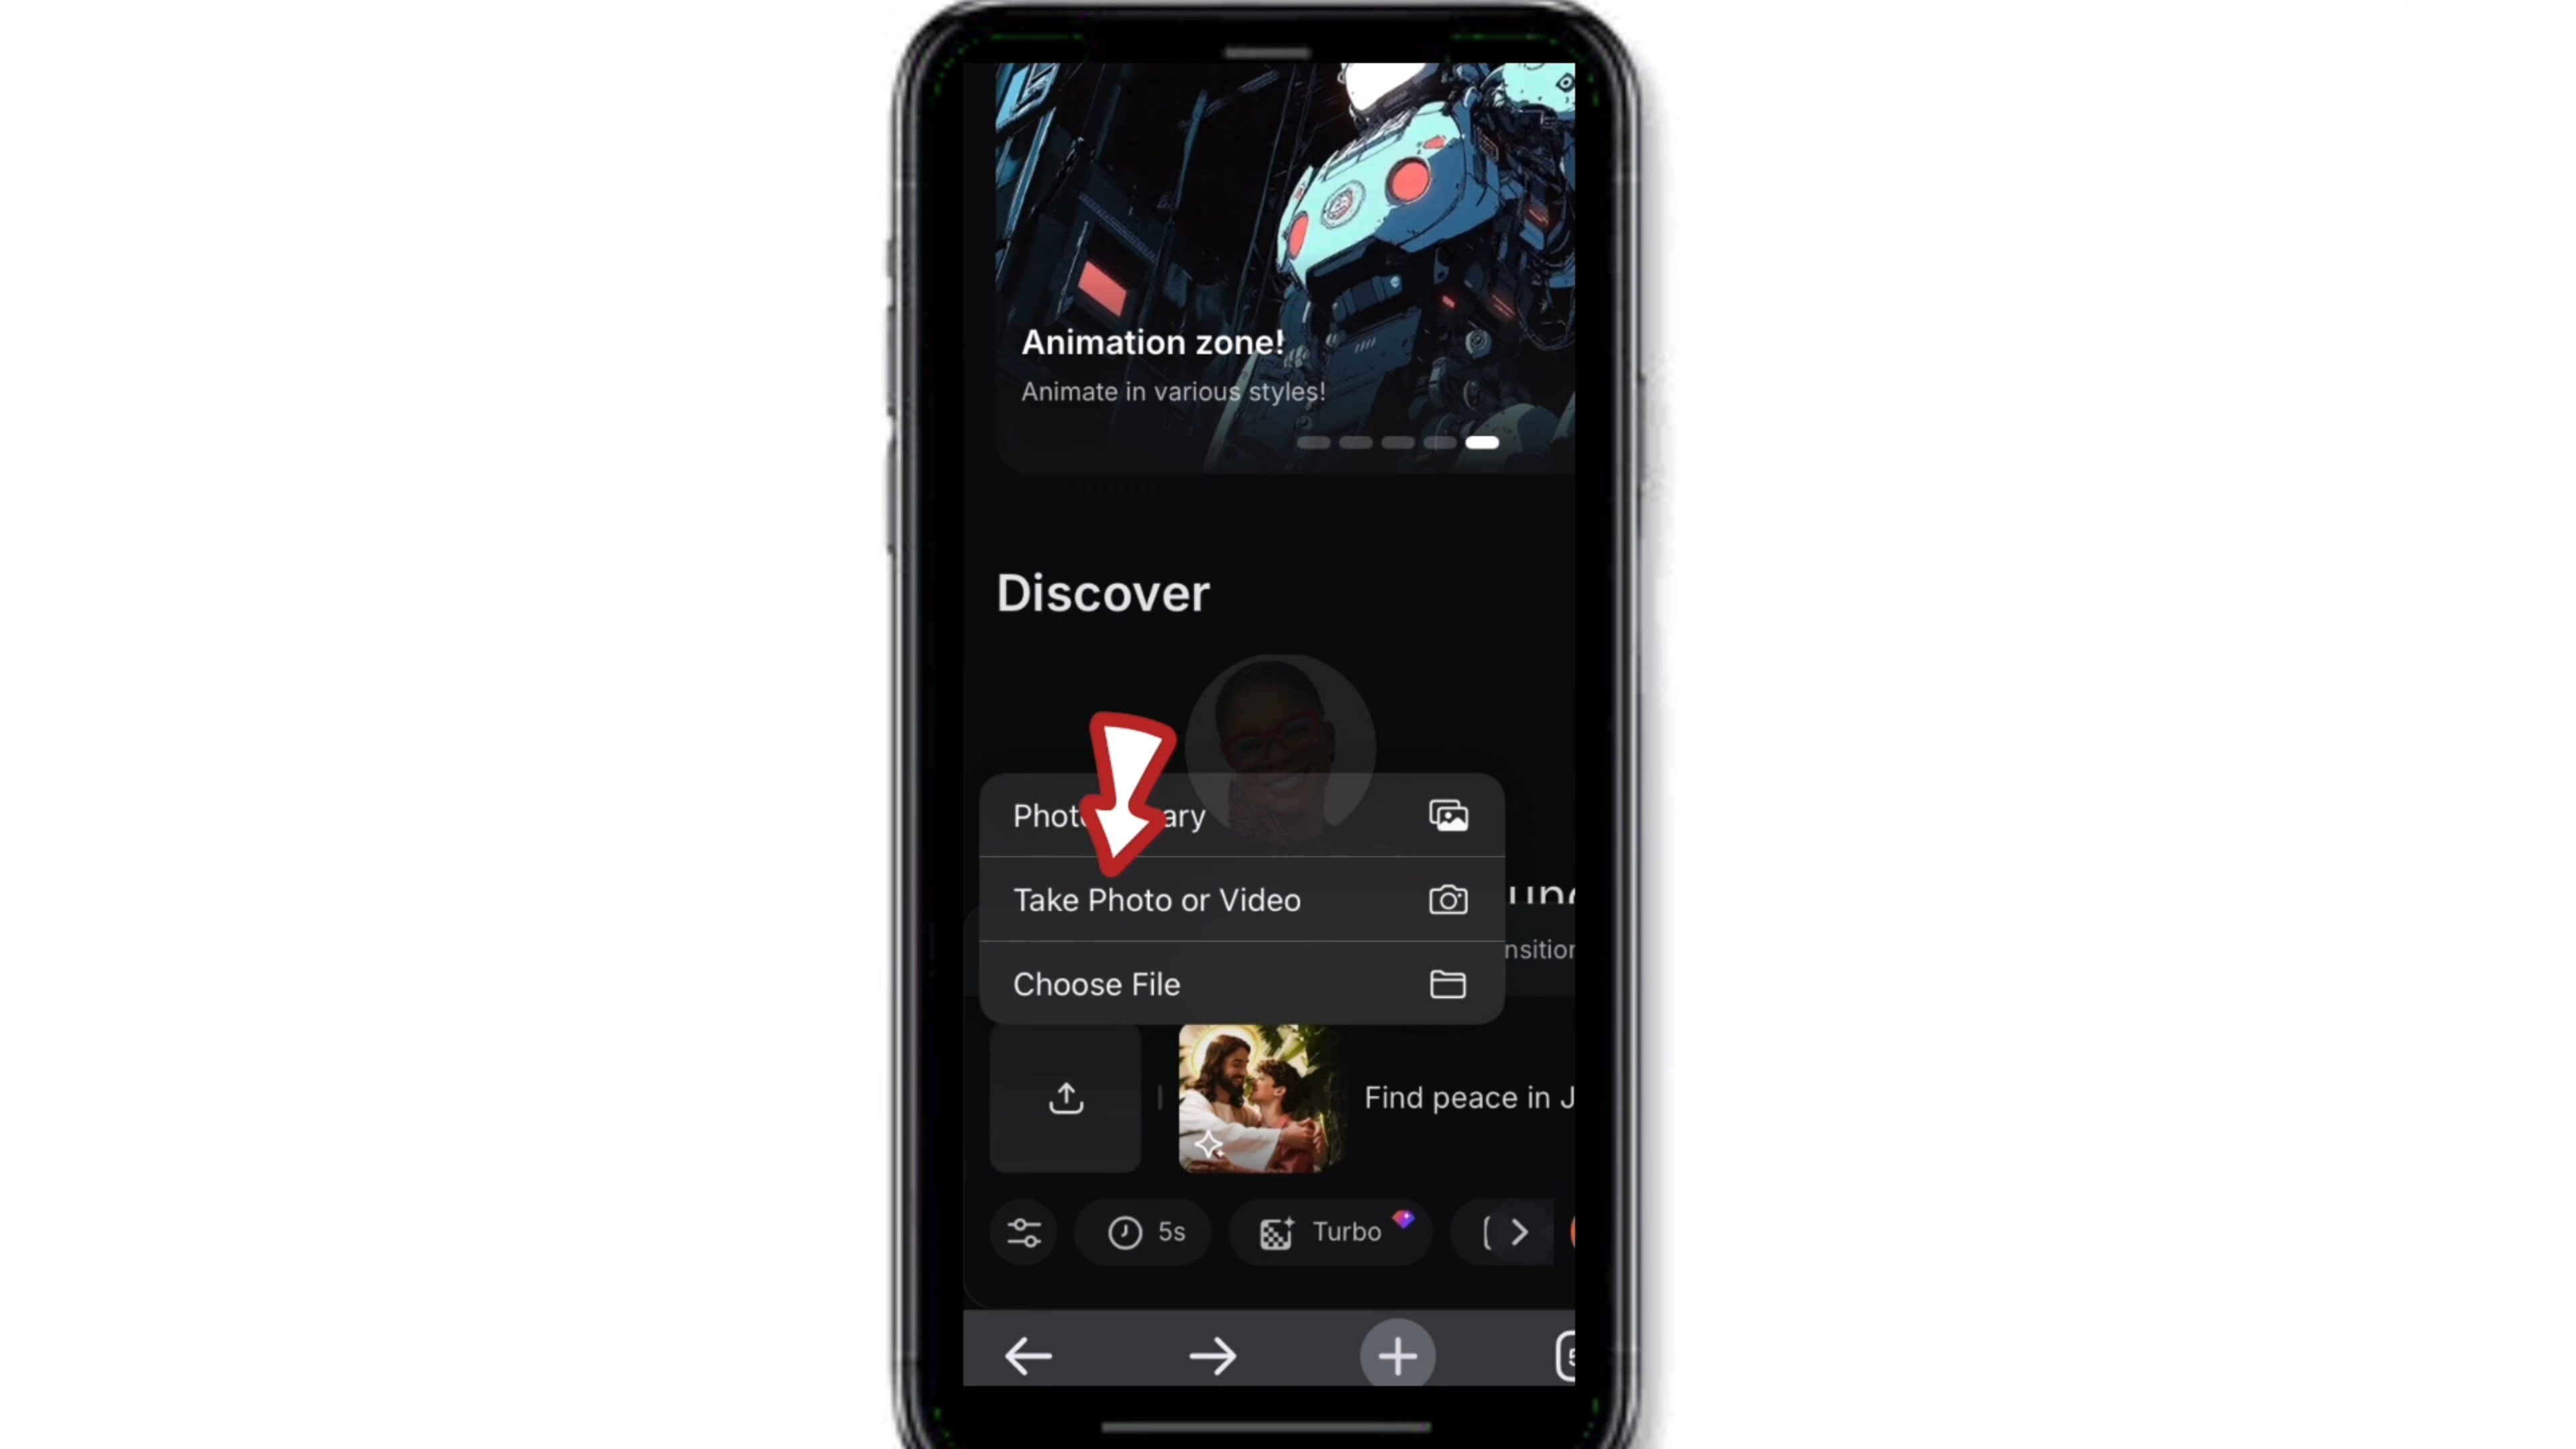 Animation zone!
Animate in various styles!
Discover
Take Photo or Video
Choose File
Find peace in J
5s
Turbo